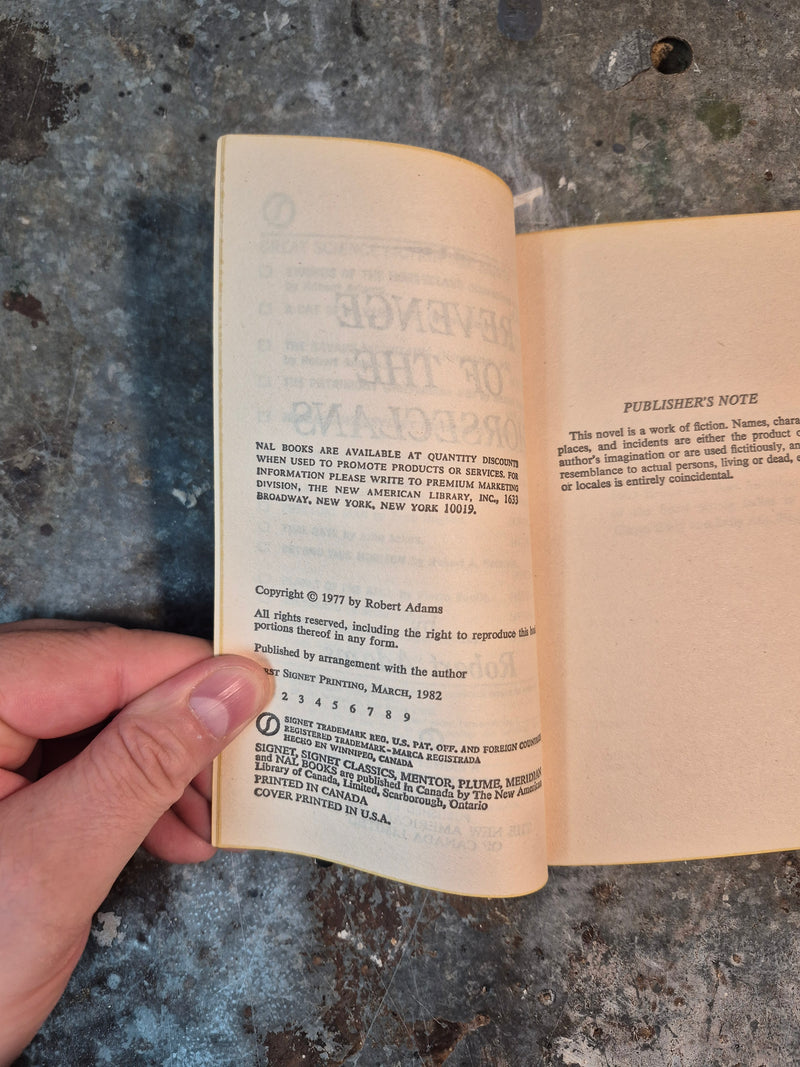 NAL BOOKS ARE AVAILABLE AT QUANTITY DISCOUNTS
WHEN USED TO PROMOTE PRODUCTS OR SERVICES. FOR
INFORMATION PLEASE WRITE TO PREMIUM MARKETING
DIVISION, THE NEW AMERICAN LIBRARY, INC., 1633
BROADWAY, NEW YORK, NEW YORK 10019.
Copyright © 1977 by Robert Adams
All rights reserved, including the right to reproduce this
portions thereof in any form.
Published by arrangement with the author
SIGNET PRINTING, MARCH, 1982
2 3 4 5 6 7 8 9
SIGNET TRADEMARK REG. U.S. PAT. OFF. AND FOREIGN
REGISTERED TRADEMARK—MARCA REGISTRADA
HECHO EN WINNIPEG, CANADA
SIGNET, SIGNET CLASSICS, MENTOR, PLUME, MERIDIAN
and NAL BOOKS are published in Canada by The New American
Library of Canada, Limited, Scarborough, Ontario
PRINTED IN CANADA
COVER PRINTED IN U.S.A.
PUBLISHER'S NOTE
This novel is a work of fiction. Names,
places, and incidents are either the product
author's imagination or are used fictitiously,
resemblance to actual persons, living or dead,
or locales is entirely coincidental.
REVENGE
OF THE